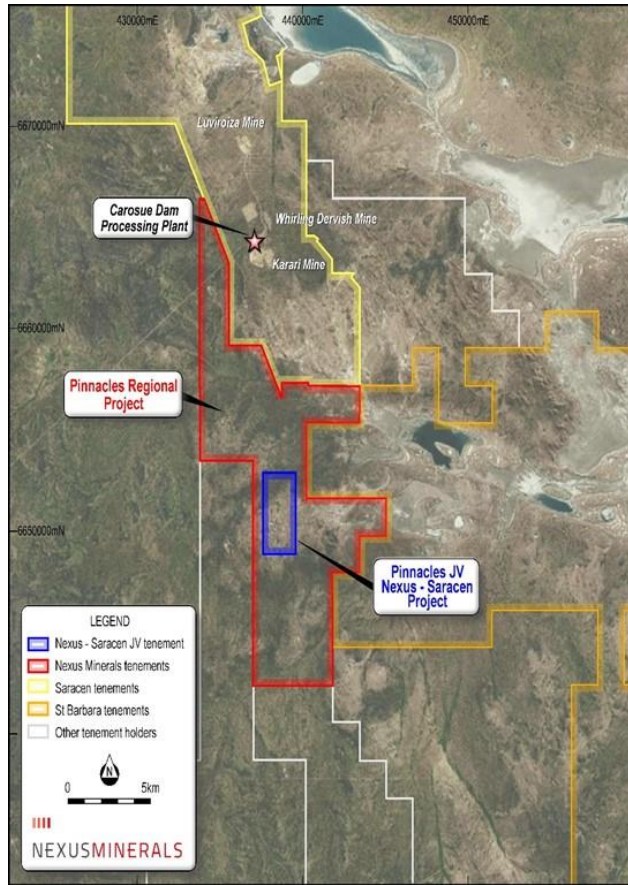 430000mE
440000mE
450000mE
6670000mN
Luvironza Mine
Carosue Dam
Processing Plant
Whirling Dervish Mine
Karari Mine
6660000mN
Pinnacles Regional
Project
6650000mN
Pinnacles JV
Nexus - Saracen
Project
LEGEND
Nexus - Saracen JV tenement
Nexus Minerals tenements
Saracen tenements
St Barbara tenements
Other tenement holders
N
0 5km
NEXUSMINERALS